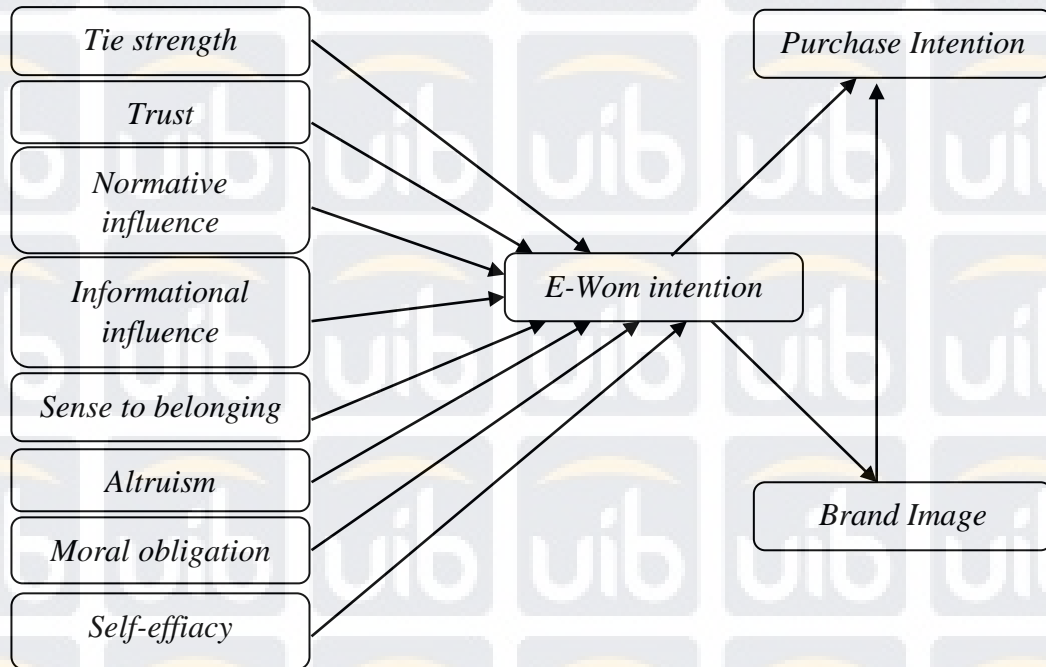 Tie strength
Trust
Normative
influence
Informational
influence
Sense to belonging
Altruism
Moral obligation
Self-effiacy
E-Wom intention
Purchase Intention
Brand Image
uib